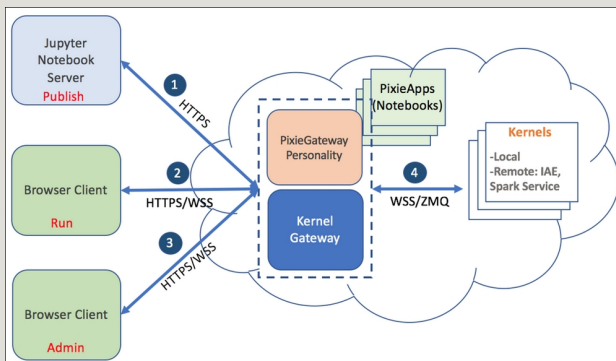 Jupyter
Notebook
Server
Publish
1
HTTPS
Browser Client
Run
2
HTTPS/WSS
3
HTTPS/WSS
Browser Client
Admin
PixieGateway
Personality
Kernel
Gateway
PixieApps
(Notebooks)
4
WSS/ZMQ
Kernels
-Local
-Remote: IAE,
Spark Service